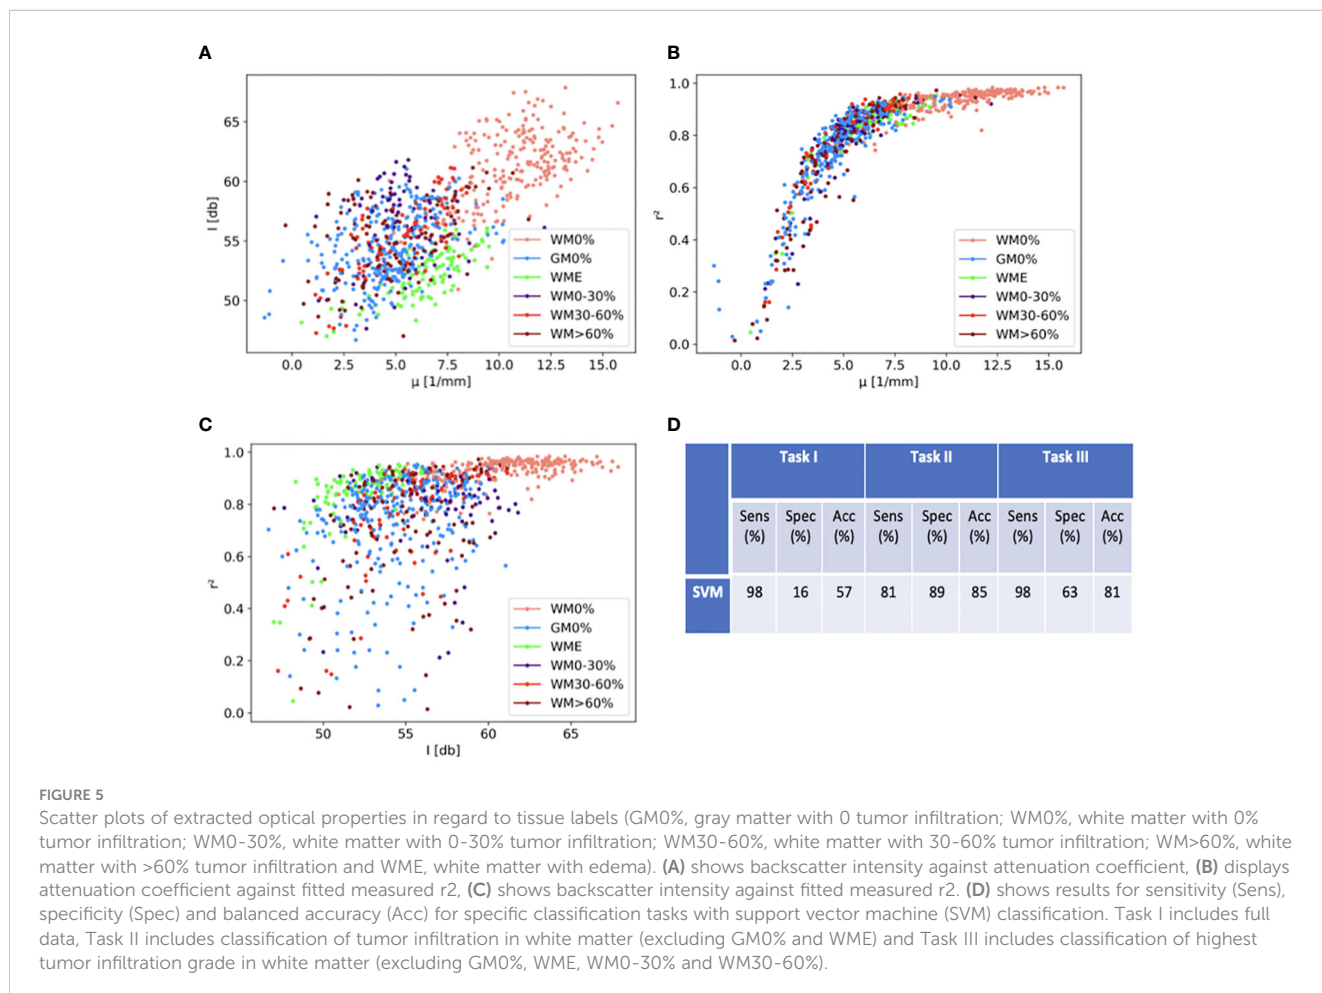 A
65
60
55
50
I [db]
0.0 2.5 5.0 7.5 10.0 12.5 15.0
μ [1/mm]
WM0%
GM0%
WME
WM0-30%
WM30-60%
WM>60%
B
1.0
0.8
0.6
0.4
0.2
0.0
r²
0.0 2.5 5.0 7.5 10.0 12.5 15.0
μ [1/mm]
WM0%
GM0%
WME
WM0-30%
WM30-60%
WM>60%
C
1.0
0.8
0.6
0.4
0.2
0.0
r²
50 55 60 65
I [db]
WM0%
GM0%
WME
WM0-30%
WM30-60%
WM>60%
D
Task I Task II Task III
Sens Spec Acc Sens Spec Acc Sens Spec Acc
(%) (%) (%) (%) (%) (%) (%) (%) (%)
SVM 98 16 57 81 89 85 98 63 81
FIGURE 5
Scatter plots of extracted optical properties in regard to tissue labels (GM0%, gray matter with 0 tumor infiltration; WM0%, white matter with 0%
tumor infiltration; WM0-30%, white matter with 0-30% tumor infiltration; WM30-60%, white matter with 30-60% tumor infiltration; WM>60%, white
matter with >60% tumor infiltration and WME, white matter with edema). (A) shows backscatter intensity against attenuation coefficient, (B) displays
attenuation coefficient against fitted measured r2, (C) shows backscatter intensity against fitted measured r2. (D) shows results for sensitivity (Sens),
specificity (Spec) and balanced accuracy (Acc) for specific classification tasks with support vector machine (SVM) classification. Task I includes full
data, Task II includes classification of tumor infiltration in white matter (excluding GM0% and WME) and Task III includes classification of highest
tumor infiltration grade in white matter (excluding GM0%, WME, WM0-30% and WM30-60%).